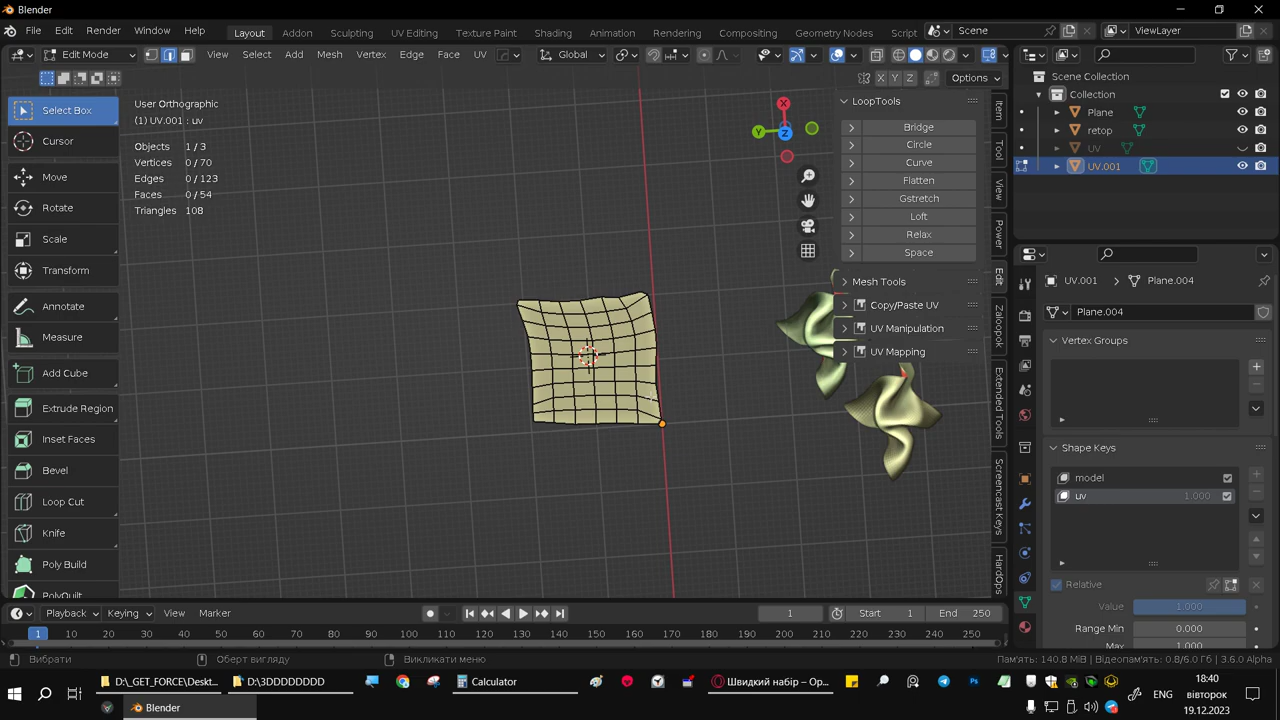 Blender
File Edit Render Window Help Layout Addon Sculpting UV Editing Texture Paint Shading Animation Rendering Compositing Geometry Nodes Scene ViewLayer
Edit Mode View Select Add Mesh Vertex Edge Face UV Global
X Y Z Options
Select Box
Cursor
Move
Rotate
Scale
Transform
Annotate
Measure
Add Cube
Extrude Region
Inset Faces
Bevel
Loop Cut
Knife
Poly Build
PolyQuilt
User Orthographic
(1) UV.001 : uv
Objects 1 / 3
Vertices 0 / 70
Edges 0 / 123
Faces 0 / 54
Triangles 108
X
Y
Z
LoopTools
Bridge
Circle
Curve
Flatten
Gstretch
Loft
Relax
Space
Mesh Tools
Copy/Paste UV
UV Manipulation
UV Mapping
Item
Tool
View
Power
Edit
Zaloopok
Extended Tools
Screencast Keys
HardOps
Scene Collection
Collection
Plane
retop
UV
UV.001
UV.001 Plane.004
Plane.004
Vertex Groups
Shape Keys
model
uv 1.000
Relative
Value 1.000
Range Min 0.000
Max 1.000
Playback Keying View Marker 1 Start 1 End 250
1 10 20 30 40 50 60 70 80 90 100 110 120 130 140 150 160 170 180 190 200 210 220 230 240 250
Вибрати Оберт вигляду Викликати меню Пам'ять: 140.8 MiB | Відеопам'ять: 0.8/6.0 Гб | 3.6.0 Alpha
D:\_GET_FORCE\Deskt... D:\3DDDDDDDD Calculator Швидкий набір – Op...
Blender
ENG
18:40
вівторок
19.12.2023